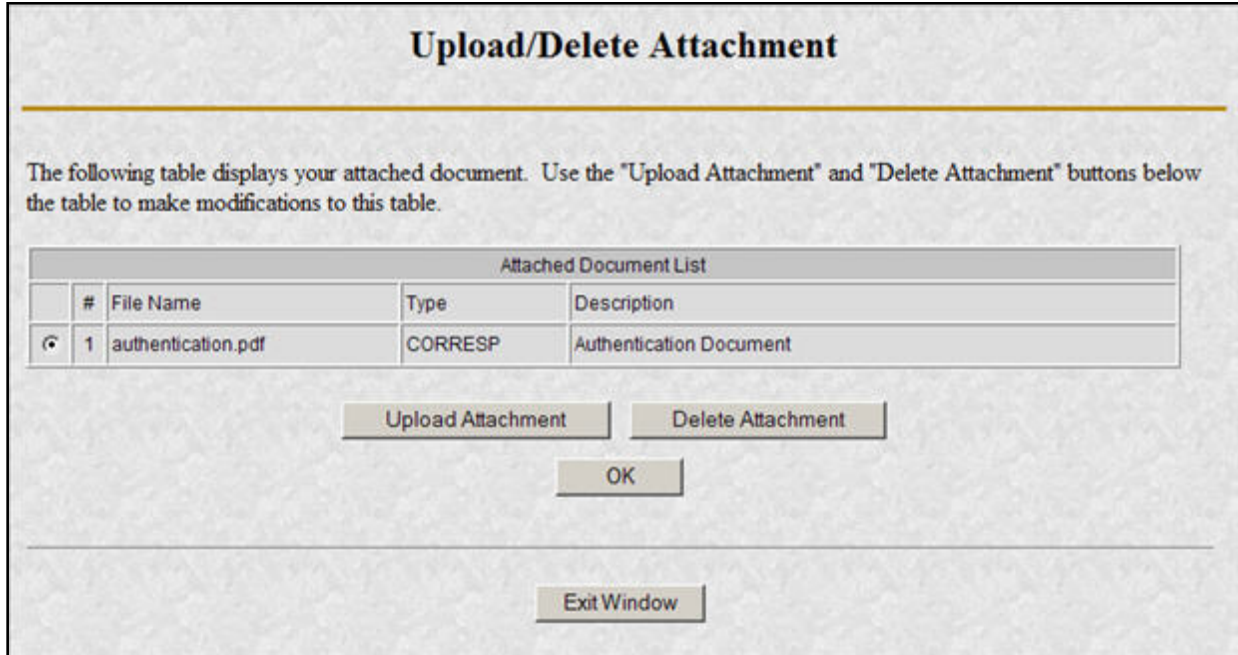 Upload/Delete Attachment
The following table displays your attached document.  Use the "Upload Attachment" and "Delete Attachment" buttons below
the table to make modifications to this table.
Attached Document List
# File Name Type Description
1 authentication.pdf CORRESP Authentication Document
Upload Attachment Delete Attachment
OK
Exit Window